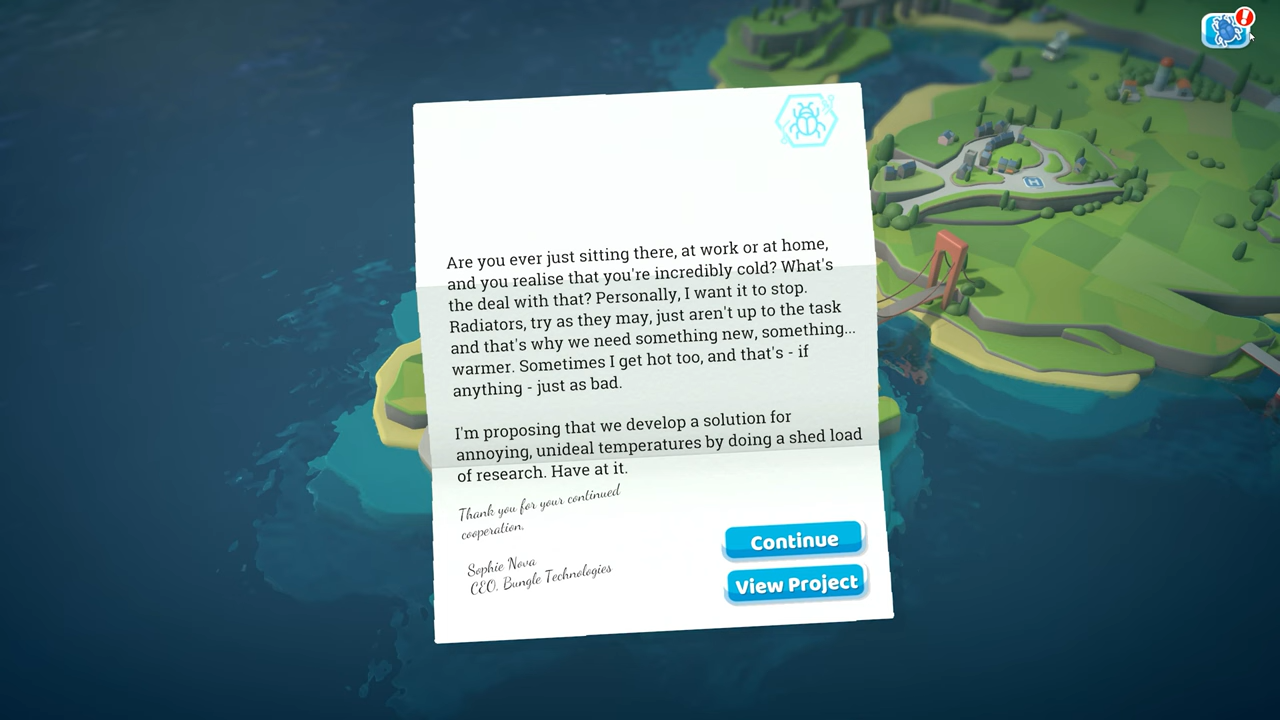 Are you ever just sitting there, at work or at home,
and you realise that you're incredibly cold? What's
the deal with that? Personally, I want it to stop.
Radiators, try as they may, just aren't up to the task
and that's why we need something new, something...
warmer. Sometimes I get hot too, and that's - if
anything - just as bad.
I'm proposing that we develop a solution for
annoying, unideal temperatures by doing a shed load
of research. Have at it.
Thank you for your continued
cooperation,
Sophie Nova
CEO, Bungle Technologies
Continue
View Project
H
!